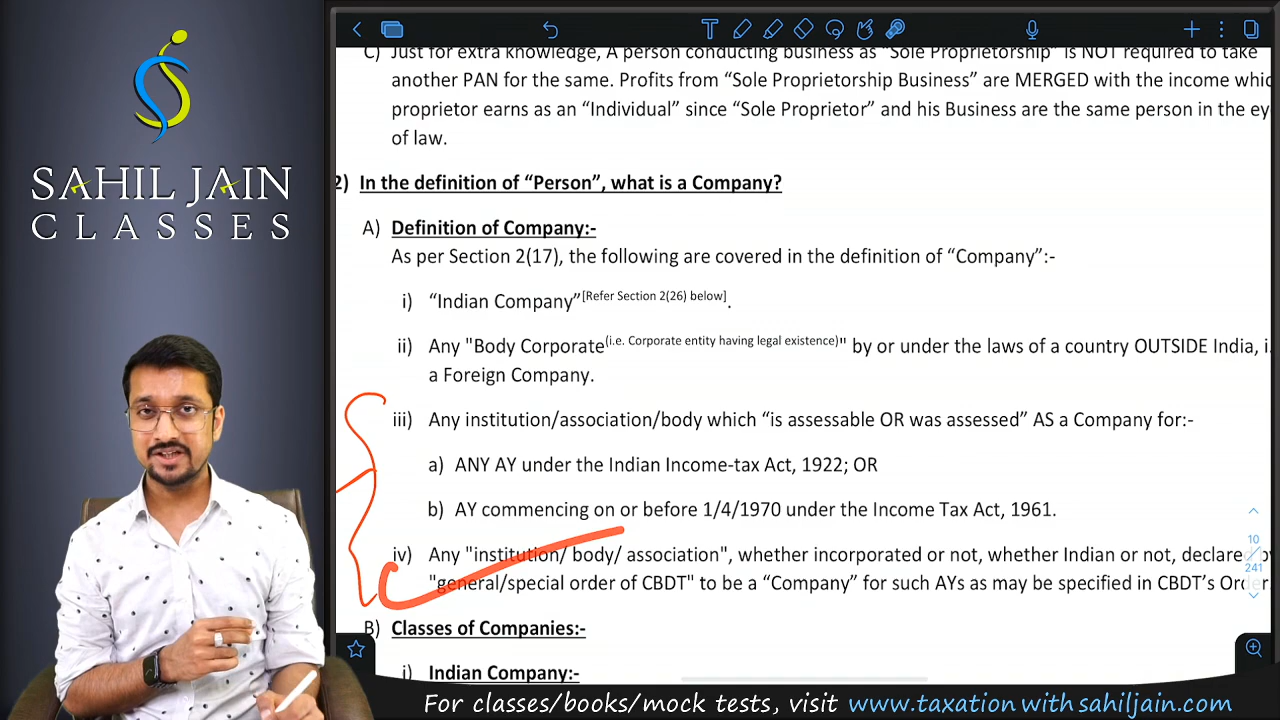 SAHIL JAIN
CLASSES
C) Just for extra knowledge, A person conducting business as “Sole Proprietorship” is NOT required to take
another PAN for the same. Profits from “Sole Proprietorship Business” are MERGED with the income whic
proprietor earns as an “Individual” since “Sole Proprietor” and his Business are the same person in the ey
of law.
2) In the definition of “Person”, what is a Company?
A) Definition of Company:-
As per Section 2(17), the following are covered in the definition of “Company”:-
i) “Indian Company”[Refer Section 2(26) below].
ii) Any "Body Corporate(i.e. Corporate entity having legal existence)" by or under the laws of a country OUTSIDE India, i.
a Foreign Company.
iii) Any institution/association/body which “is assessable OR was assessed” AS a Company for:-
a) ANY AY under the Indian Income-tax Act, 1922; OR
b) AY commencing on or before 1/4/1970 under the Income Tax Act, 1961.
iv) Any "institution/ body/ association", whether incorporated or not, whether Indian or not, declared by
"general/special order of CBDT" to be a “Company” for such AYs as may be specified in CBDT’s Order.
B) Classes of Companies:-
i) Indian Company:-
10
241
For classes/books/mock tests, visit www.taxationwithsahiljain.com